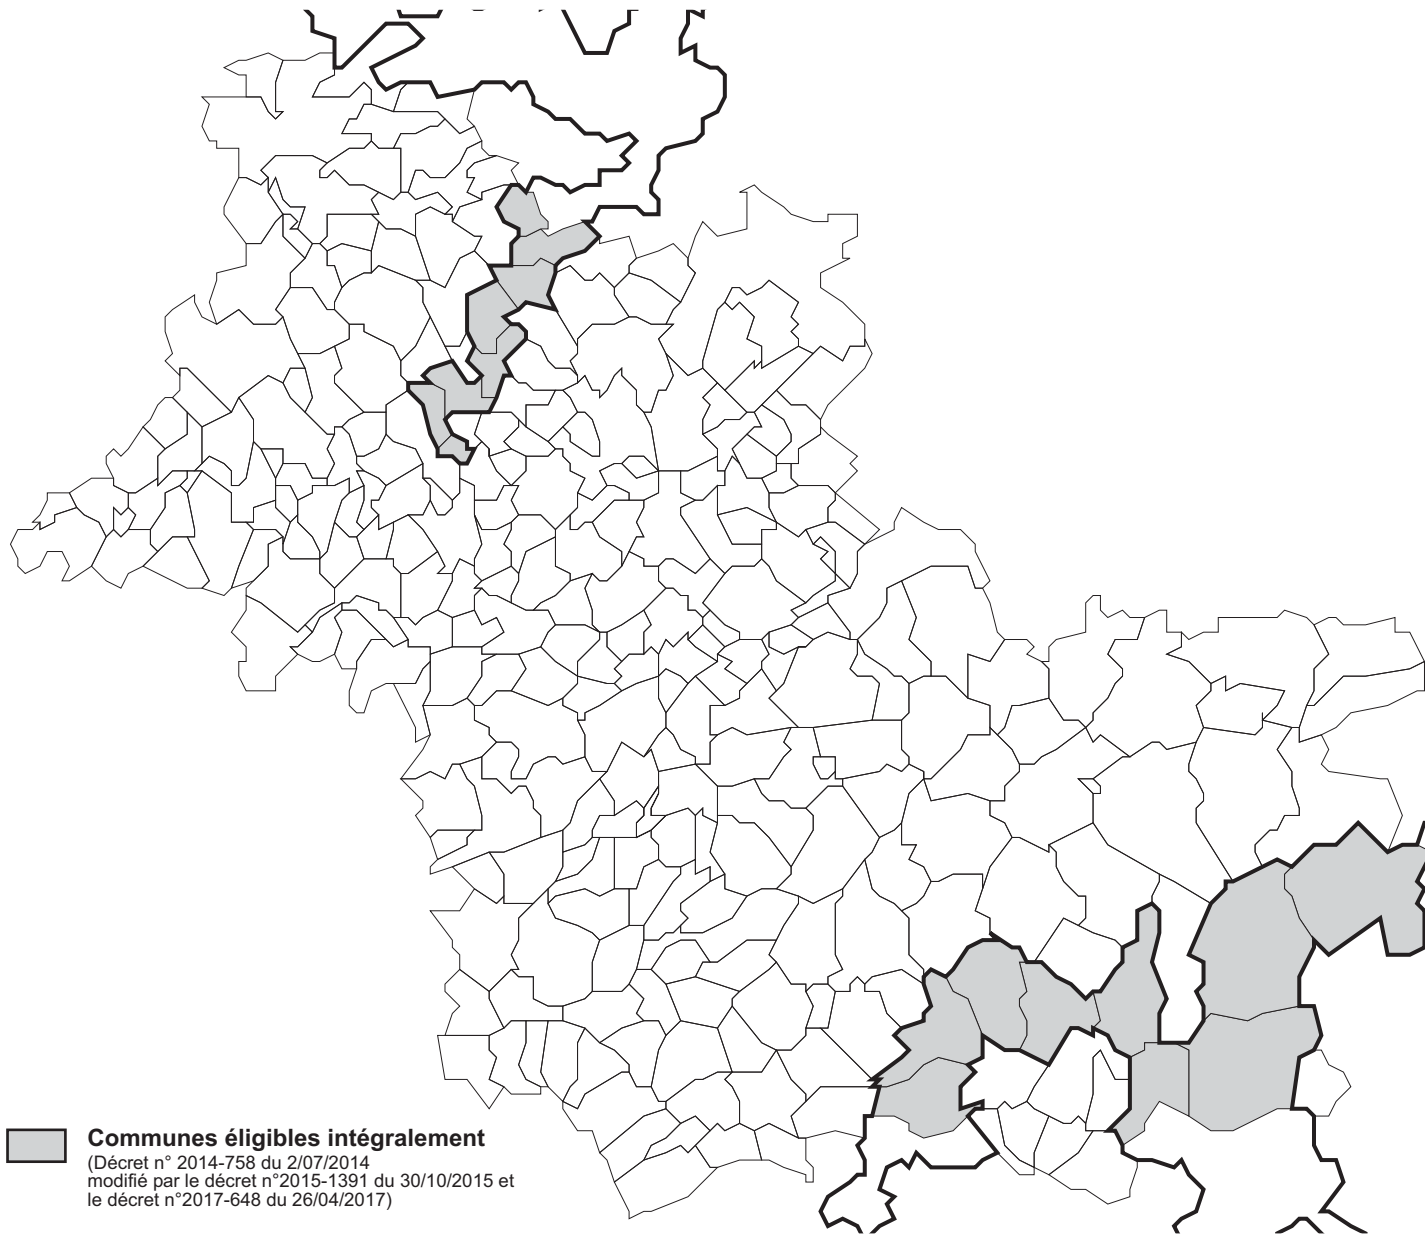 Communes éligibles intégralement
(Décret n° 2014-758 du 2/07/2014
modifié par le décret n°2015-1391 du 30/10/2015 et
le décret n°2017-648 du 26/04/2017)